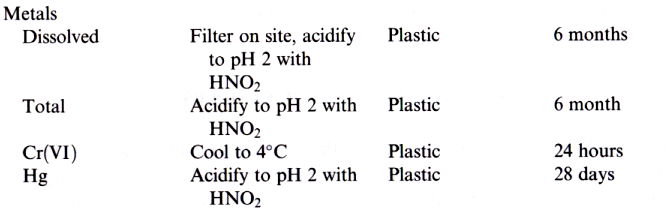 Metals
Dissolved Filter on site, acidify Plastic 6 months
to pH 2 with
HNO₂
Total Acidify to pH 2 with Plastic 6 month
HNO₂
Cr(VI) Cool to 4°C Plastic 24 hours
Hg Acidify to pH 2 with Plastic 28 days
HNO₂